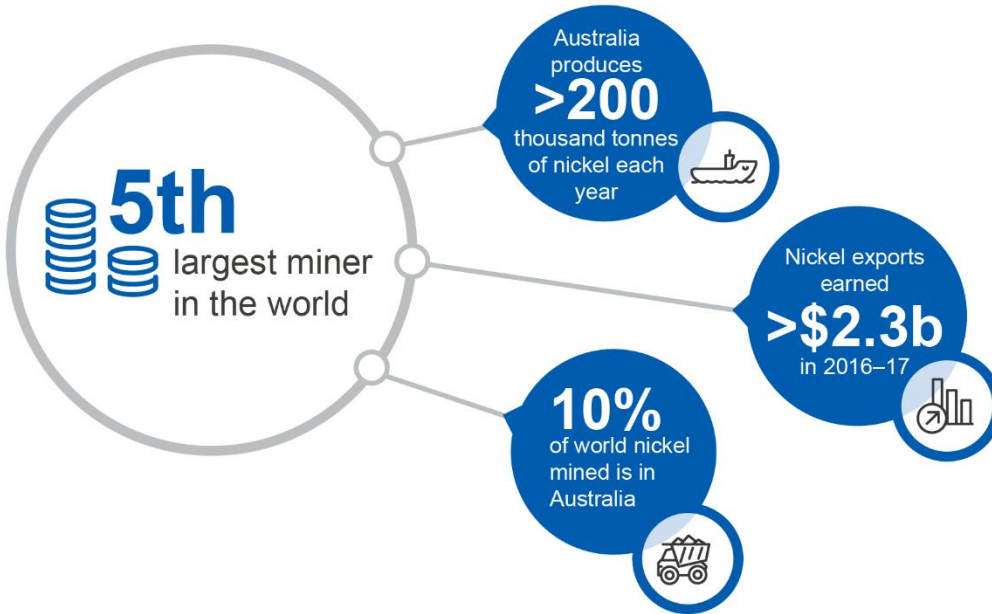 5th
largest miner
in the world
Australia
produces
>200
thousand tonnes
of nickel each
year
Nickel exports
earned
>$2.3b
in 2016–17
10%
of world nickel
mined is in
Australia